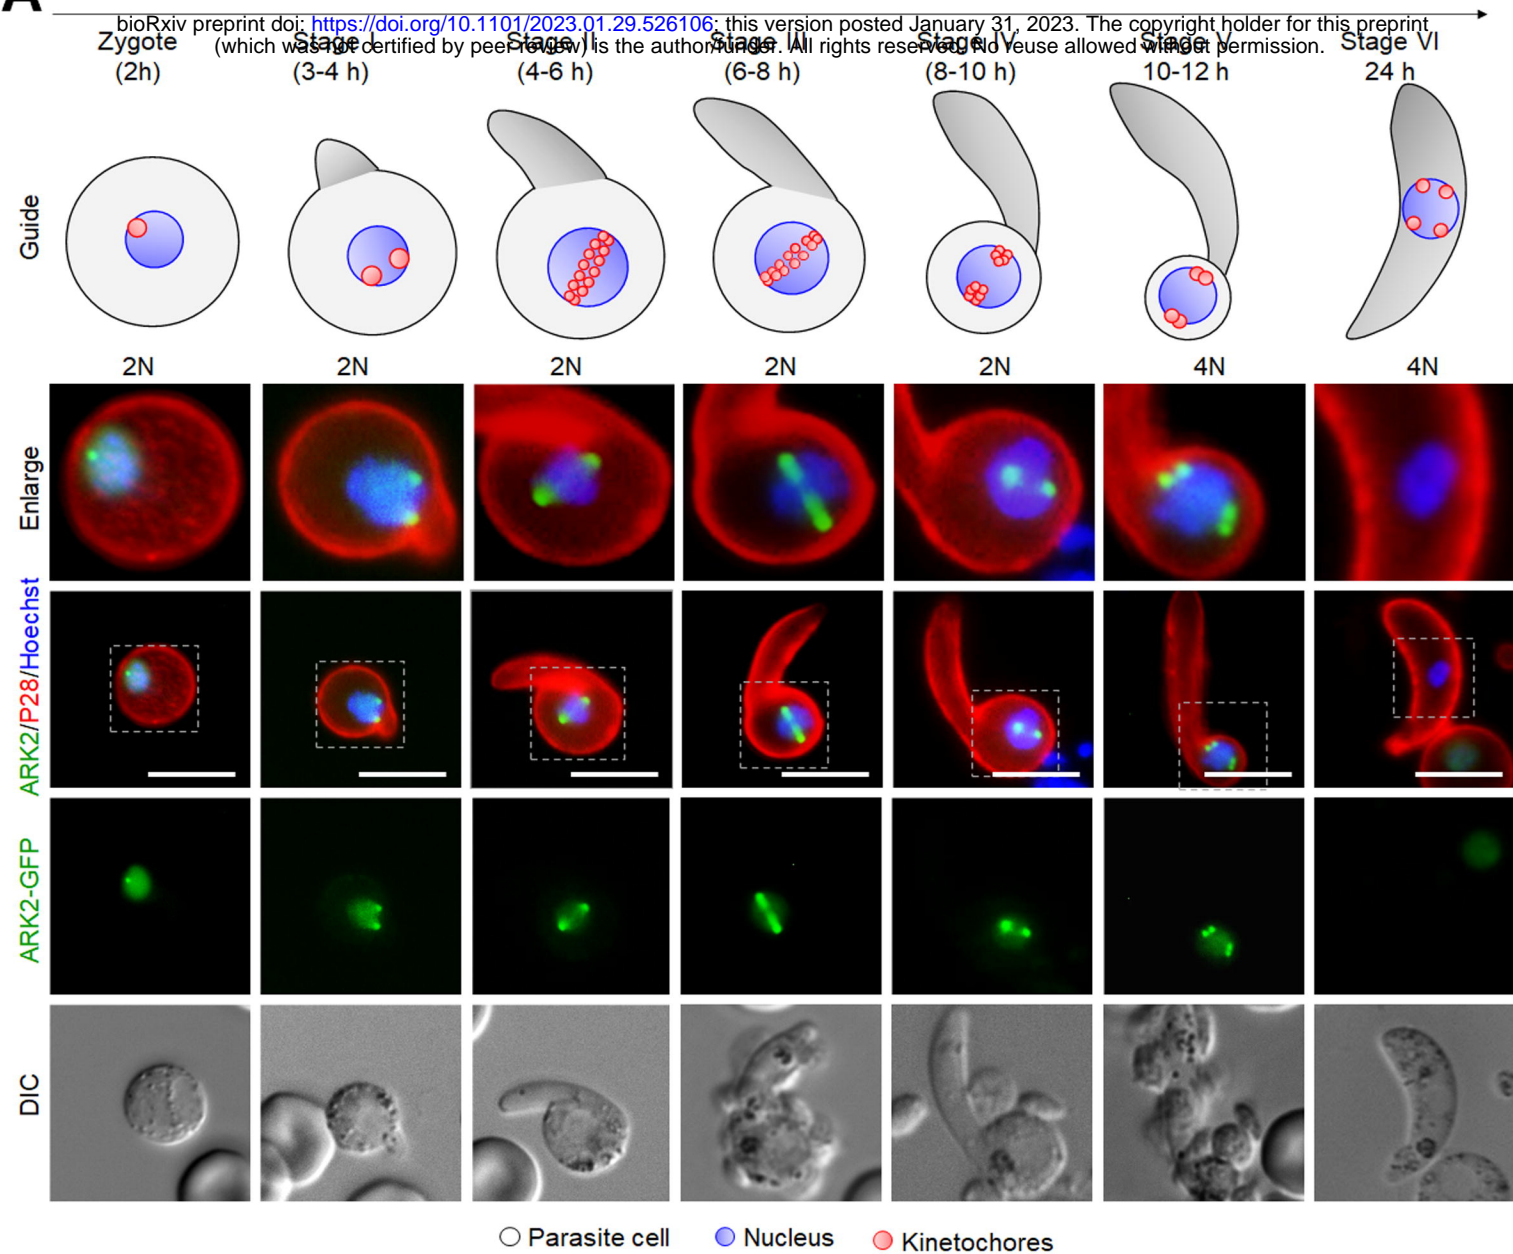 A
bioRxiv preprint doi: https://doi.org/10.1101/2023.01.29.526106; this version posted January 31, 2023. The copyright holder for this preprint
(which was not certified by peer review) is the author/funder. All rights reserved. No reuse allowed without permission.
Zygote Stage I Stage II Stage III Stage IV Stage V Stage VI
(2h) (3-4 h) (4-6 h) (6-8 h) (8-10 h) 10-12 h 24 h
Guide
2N 2N 2N 2N 2N 4N 4N
Enlarge
ARK2/P28/Hoechst
ARK2-GFP
DIC
Parasite cell Nucleus Kinetochores